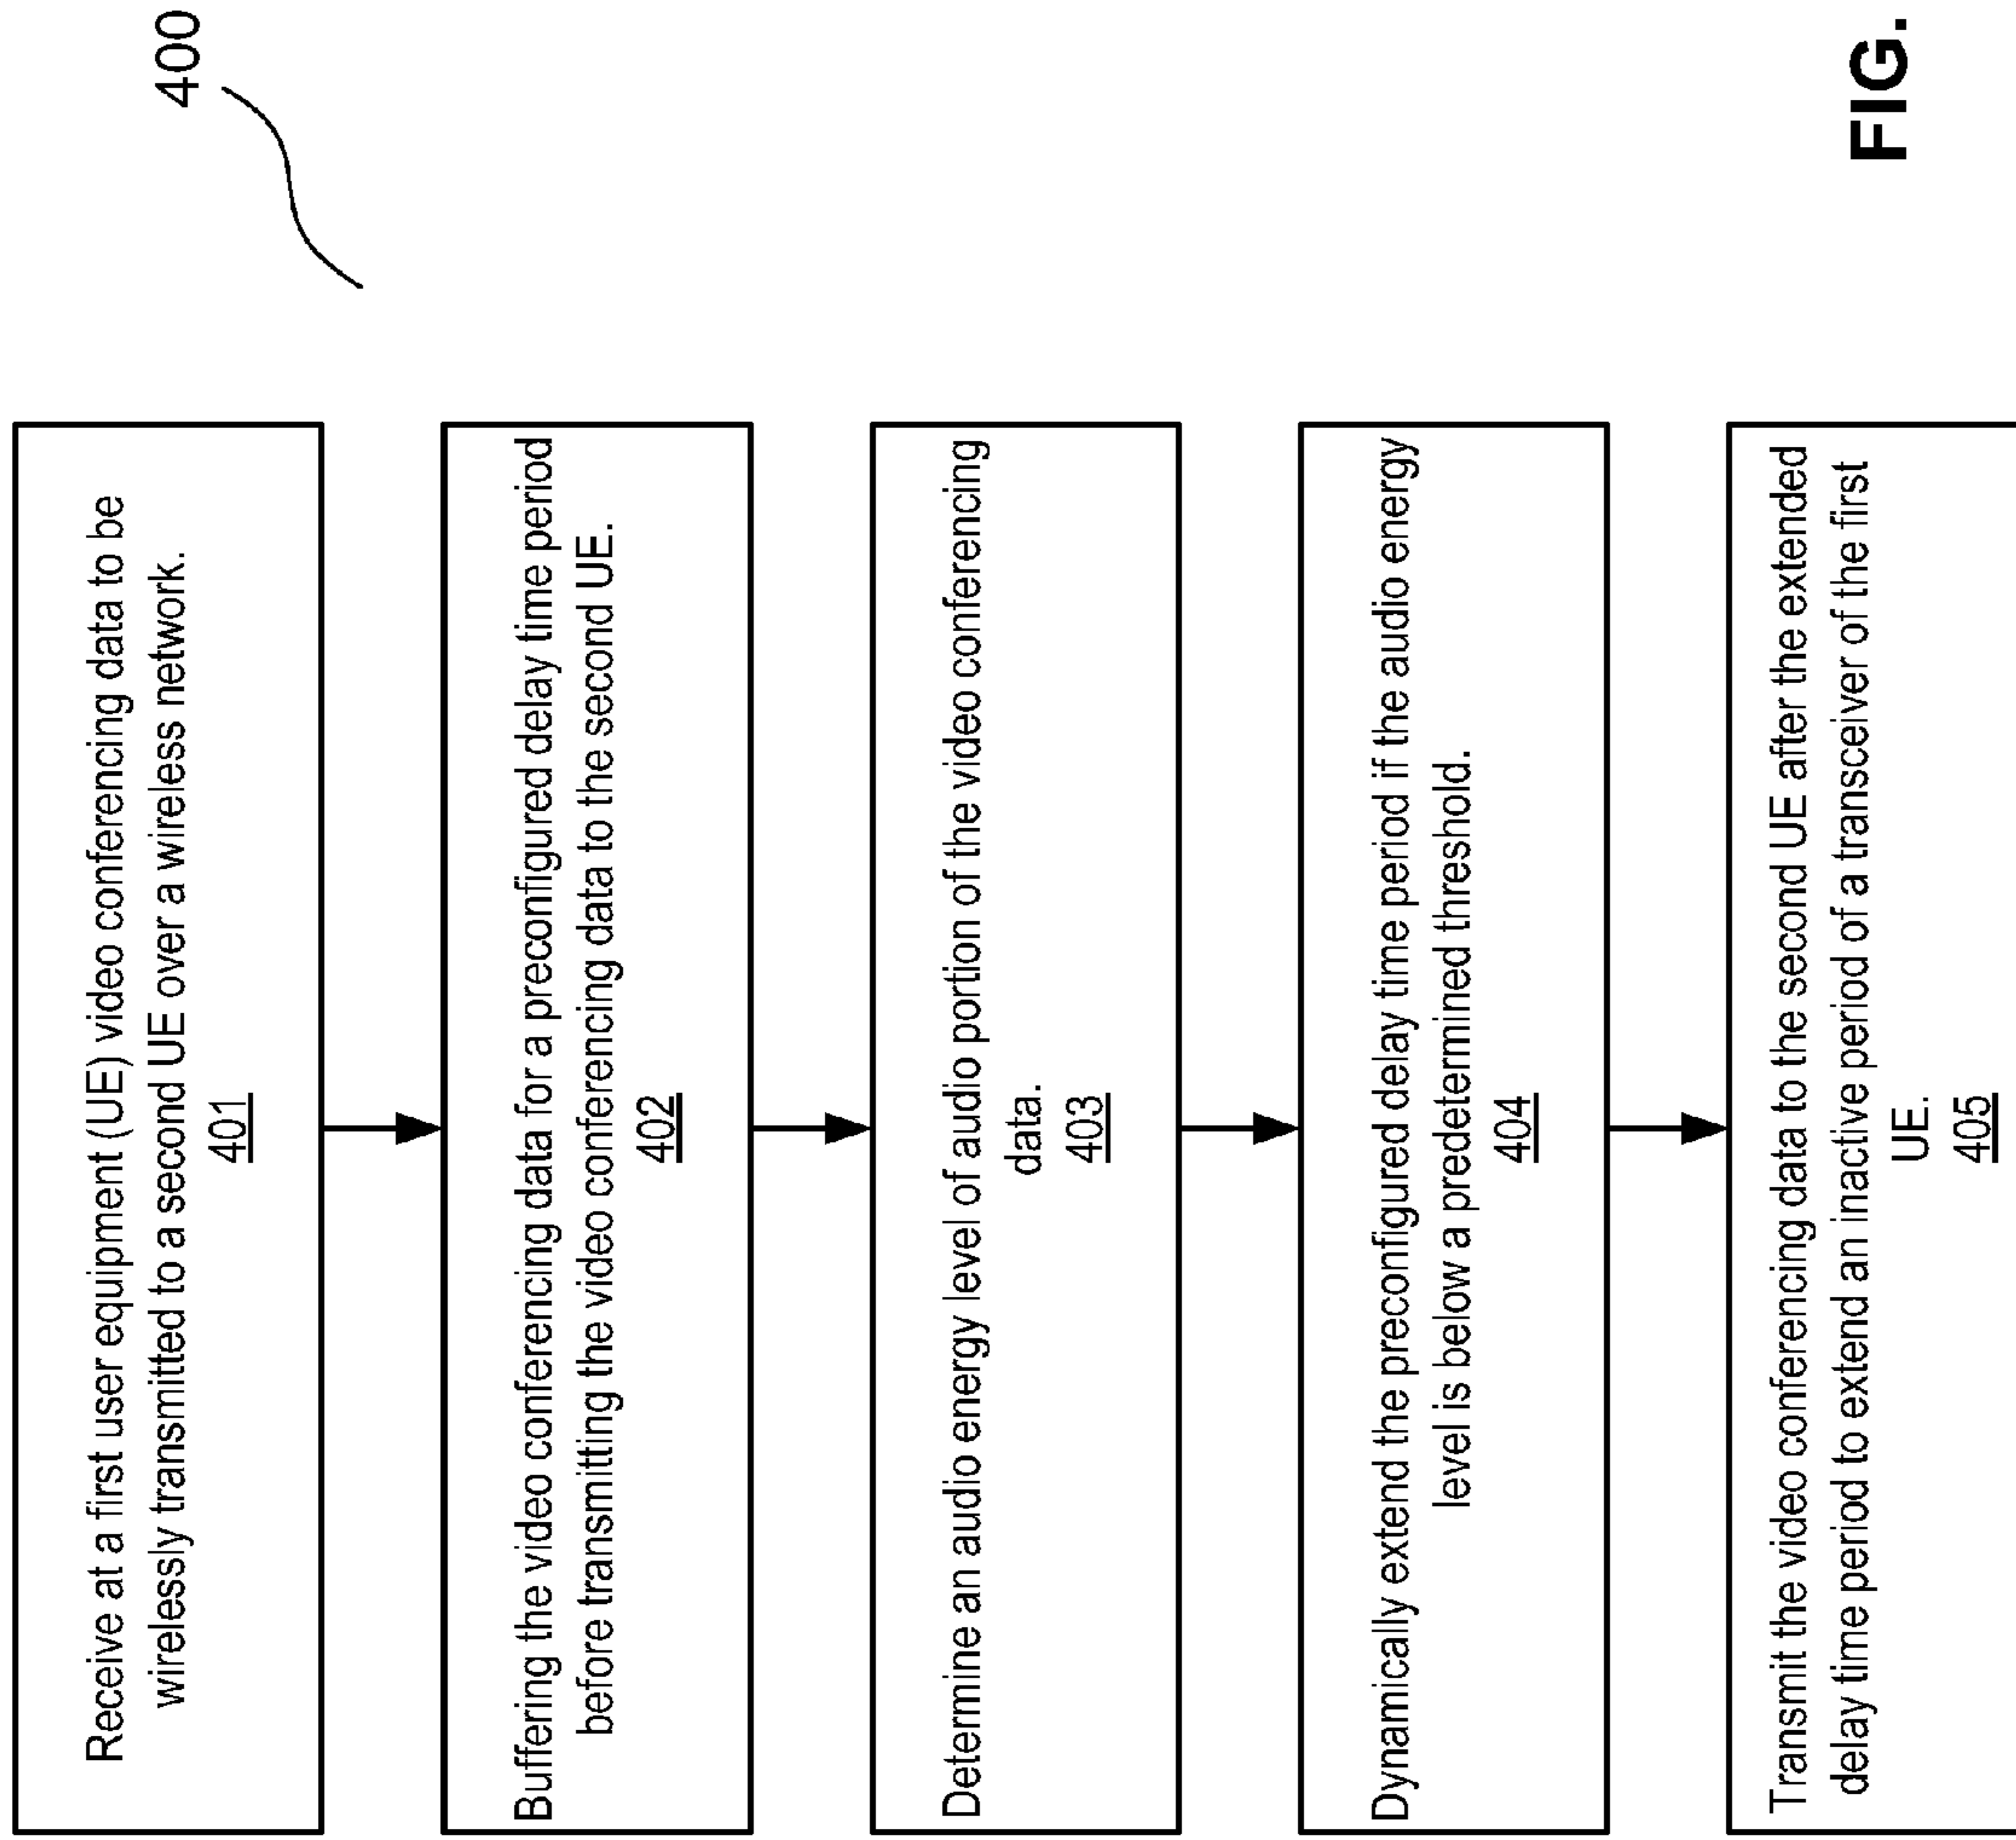 400
Receive at a first user equipment (UE) video conferencing data to be
wirelessly transmitted to a second UE over a wireless network.
401
Buffering the video conferencing data for a preconfigured delay time period
before transmitting the video conferencing data to the second UE.
402
Determine an audio energy level of audio portion of the video conferencing
data.
403
Dynamically extend the preconfigured delay time period if the audio energy
level is below a predetermined threshold.
404
Transmit the video conferencing data to the second UE after the extended
delay time period to extend an inactive period of a transceiver of the first
UE.
405
FIG.